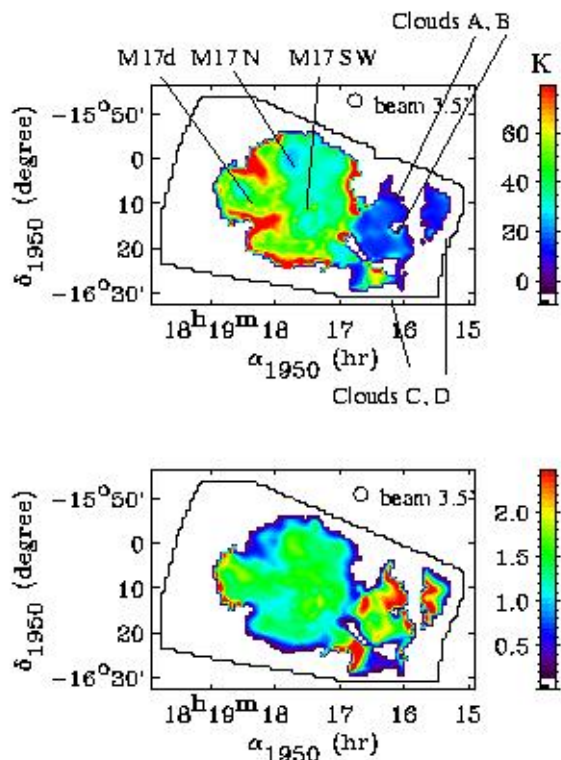 Clouds A, B
M17d M17 N M17 SW K
beam 3.5'
−15°50'
0
10
20
−16°30'
δ1950 (degree)
60
40
20
0
18h19m 18 17 16 15
α1950 (hr)
Clouds C, D
beam 3.5'
−15°50'
0
10
20
−16°30'
δ1950 (degree)
2.0
1.5
1.0
0.5
18h19m 18 17 16 15
α1950 (hr)